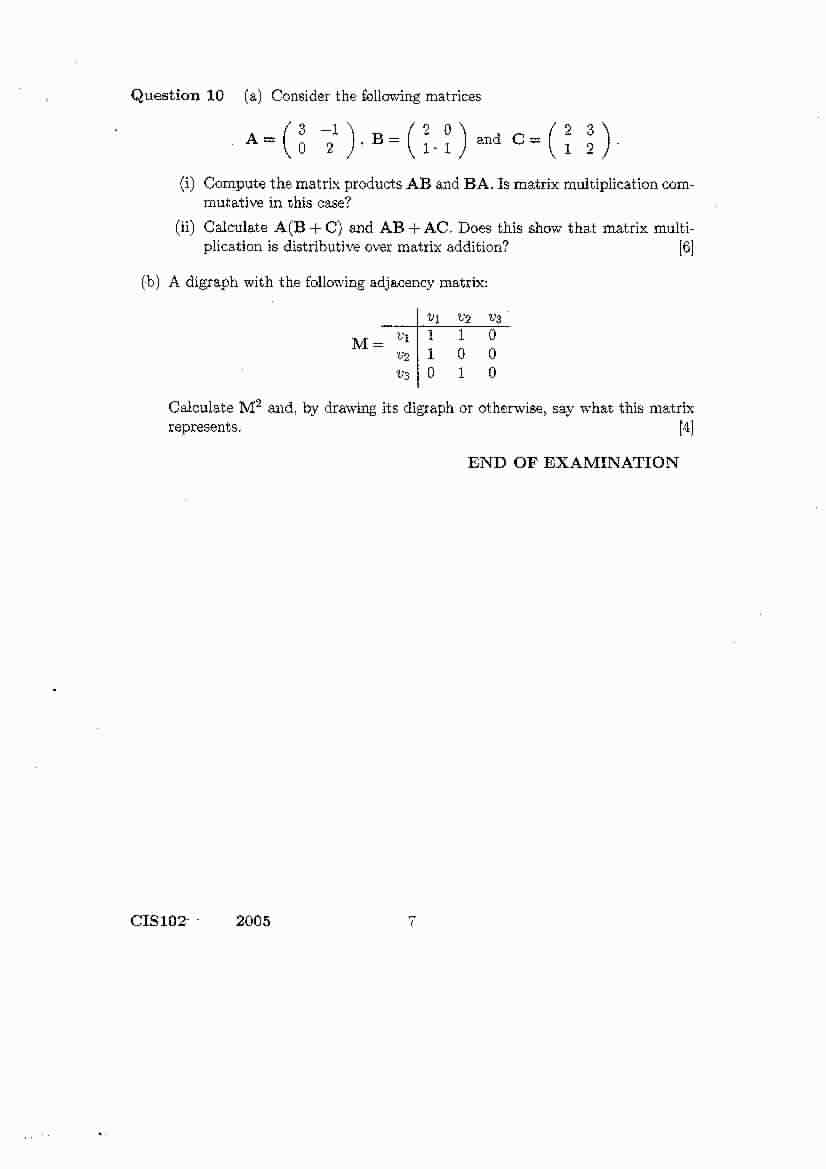 Question 10 (a) Consider the following matrices
A = ( 3 −1 ) , B = ( 2 0 ) and C = ( 2 3 ) .
( 0 2 ) ( 1 1 ) ( 1 2 )
(i) Compute the matrix products AB and BA. Is matrix multiplication com-
mutative in this case?
(ii) Calculate A(B + C) and AB + AC. Does this show that matrix multi-
plication is distributive over matrix addition? [6]
(b) A digraph with the following adjacency matrix:
v1 v2 v3
M = v1 1 1 0
v2 1 0 0
v3 0 1 0
Calculate M² and, by drawing its digraph or otherwise, say what this matrix
represents. [4]
END OF EXAMINATION
CIS102 2005 7